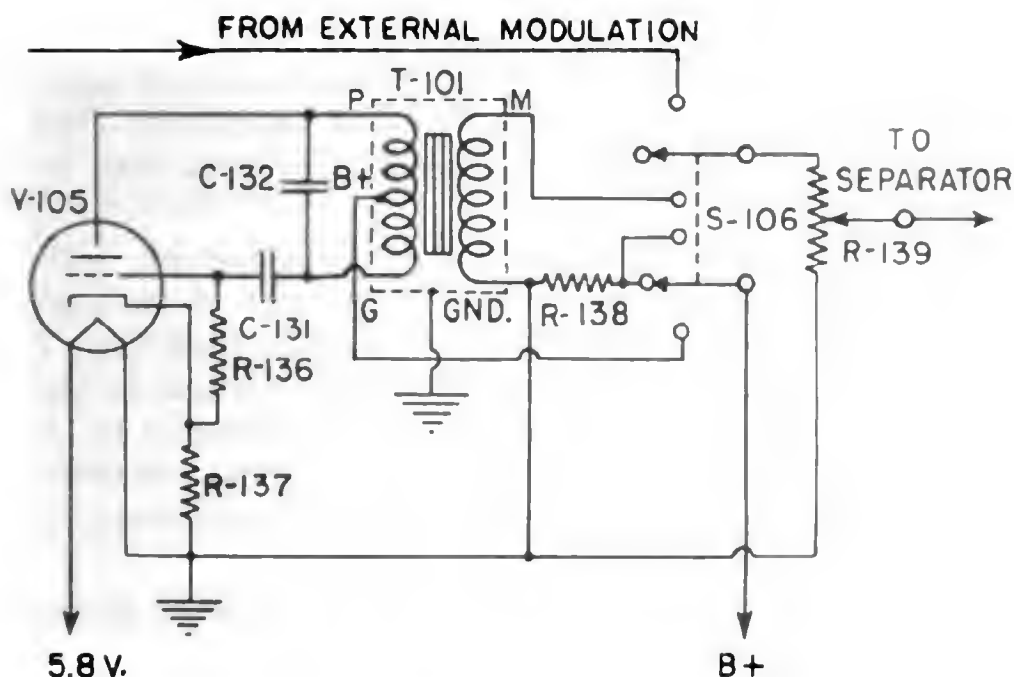 FROM EXTERNAL MODULATION
T-101
P
M
C-132
B+
V-105
TO
SEPARATOR
S-106
R-139
G
GND.
R-138
C-131
R-136
R-137
5.8 V.
B+